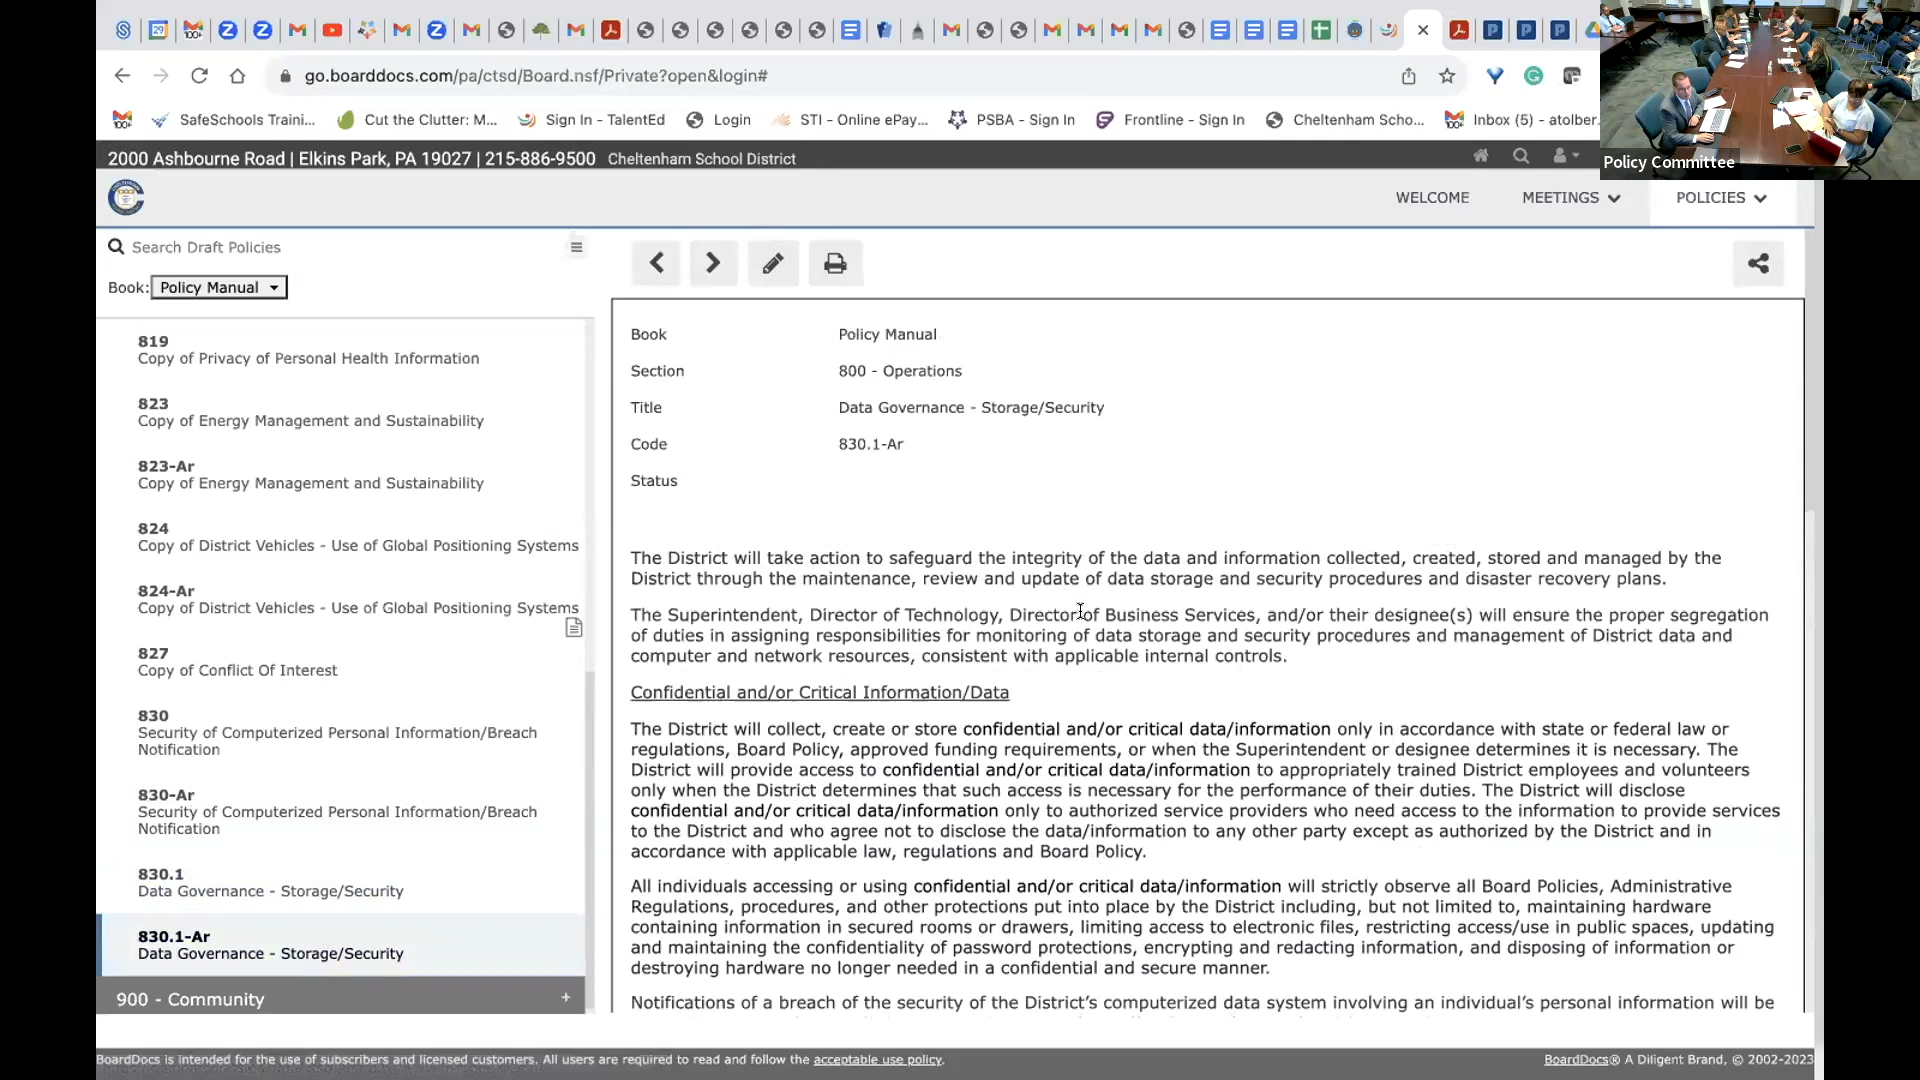 go.boarddocs.com/pa/ctsd/Board.nsf/Private?open&login#
SafeSchools Traini...
Cut the Clutter: M...
Sign In - TalentEd
Login
STI - Online ePay...
PSBA - Sign In
Frontline - Sign In
Cheltenham Scho...
Inbox (5) - atolber.
Policy Committee
2000 Ashbourne Road | Elkins Park, PA 19027 | 215-886-9500 Cheltenham School District
WELCOME
MEETINGS
POLICIES
Search Draft Policies
Book: Policy Manual
819
Copy of Privacy of Personal Health Information
823
Copy of Energy Management and Sustainability
823-Ar
Copy of Energy Management and Sustainability
824
Copy of District Vehicles - Use of Global Positioning Systems
824-Ar
Copy of District Vehicles - Use of Global Positioning Systems
827
Copy of Conflict Of Interest
830
Security of Computerized Personal Information/Breach
Notification
830-Ar
Security of Computerized Personal Information/Breach
Notification
830.1
Data Governance - Storage/Security
830.1-Ar
Data Governance - Storage/Security
900 - Community +
Book Policy Manual
Section 800 - Operations
Title Data Governance - Storage/Security
Code 830.1-Ar
Status
The District will take action to safeguard the integrity of the data and information collected, created, stored and managed by the
District through the maintenance, review and update of data storage and security procedures and disaster recovery plans.
The Superintendent, Director of Technology, Director of Business Services, and/or their designee(s) will ensure the proper segregation
of duties in assigning responsibilities for monitoring of data storage and security procedures and management of District data and
computer and network resources, consistent with applicable internal controls.
Confidential and/or Critical Information/Data
The District will collect, create or store confidential and/or critical data/information only in accordance with state or federal law or
regulations, Board Policy, approved funding requirements, or when the Superintendent or designee determines it is necessary. The
District will provide access to confidential and/or critical data/information to appropriately trained District employees and volunteers
only when the District determines that such access is necessary for the performance of their duties. The District will disclose
confidential and/or critical data/information only to authorized service providers who need access to the information to provide services
to the District and who agree not to disclose the data/information to any other party except as authorized by the District and in
accordance with applicable law, regulations and Board Policy.
All individuals accessing or using confidential and/or critical data/information will strictly observe all Board Policies, Administrative
Regulations, procedures, and other protections put into place by the District including, but not limited to, maintaining hardware
containing information in secured rooms or drawers, limiting access to electronic files, restricting access/use in public spaces, updating
and maintaining the confidentiality of password protections, encrypting and redacting information, and disposing of information or
destroying hardware no longer needed in a confidential and secure manner.
Notifications of a breach of the security of the District's computerized data system involving an individual's personal information will be
BoardDocs is intended for the use of subscribers and licensed customers. All users are required to read and follow the acceptable use policy.
BoardDocs® A Diligent Brand, © 2002-2023